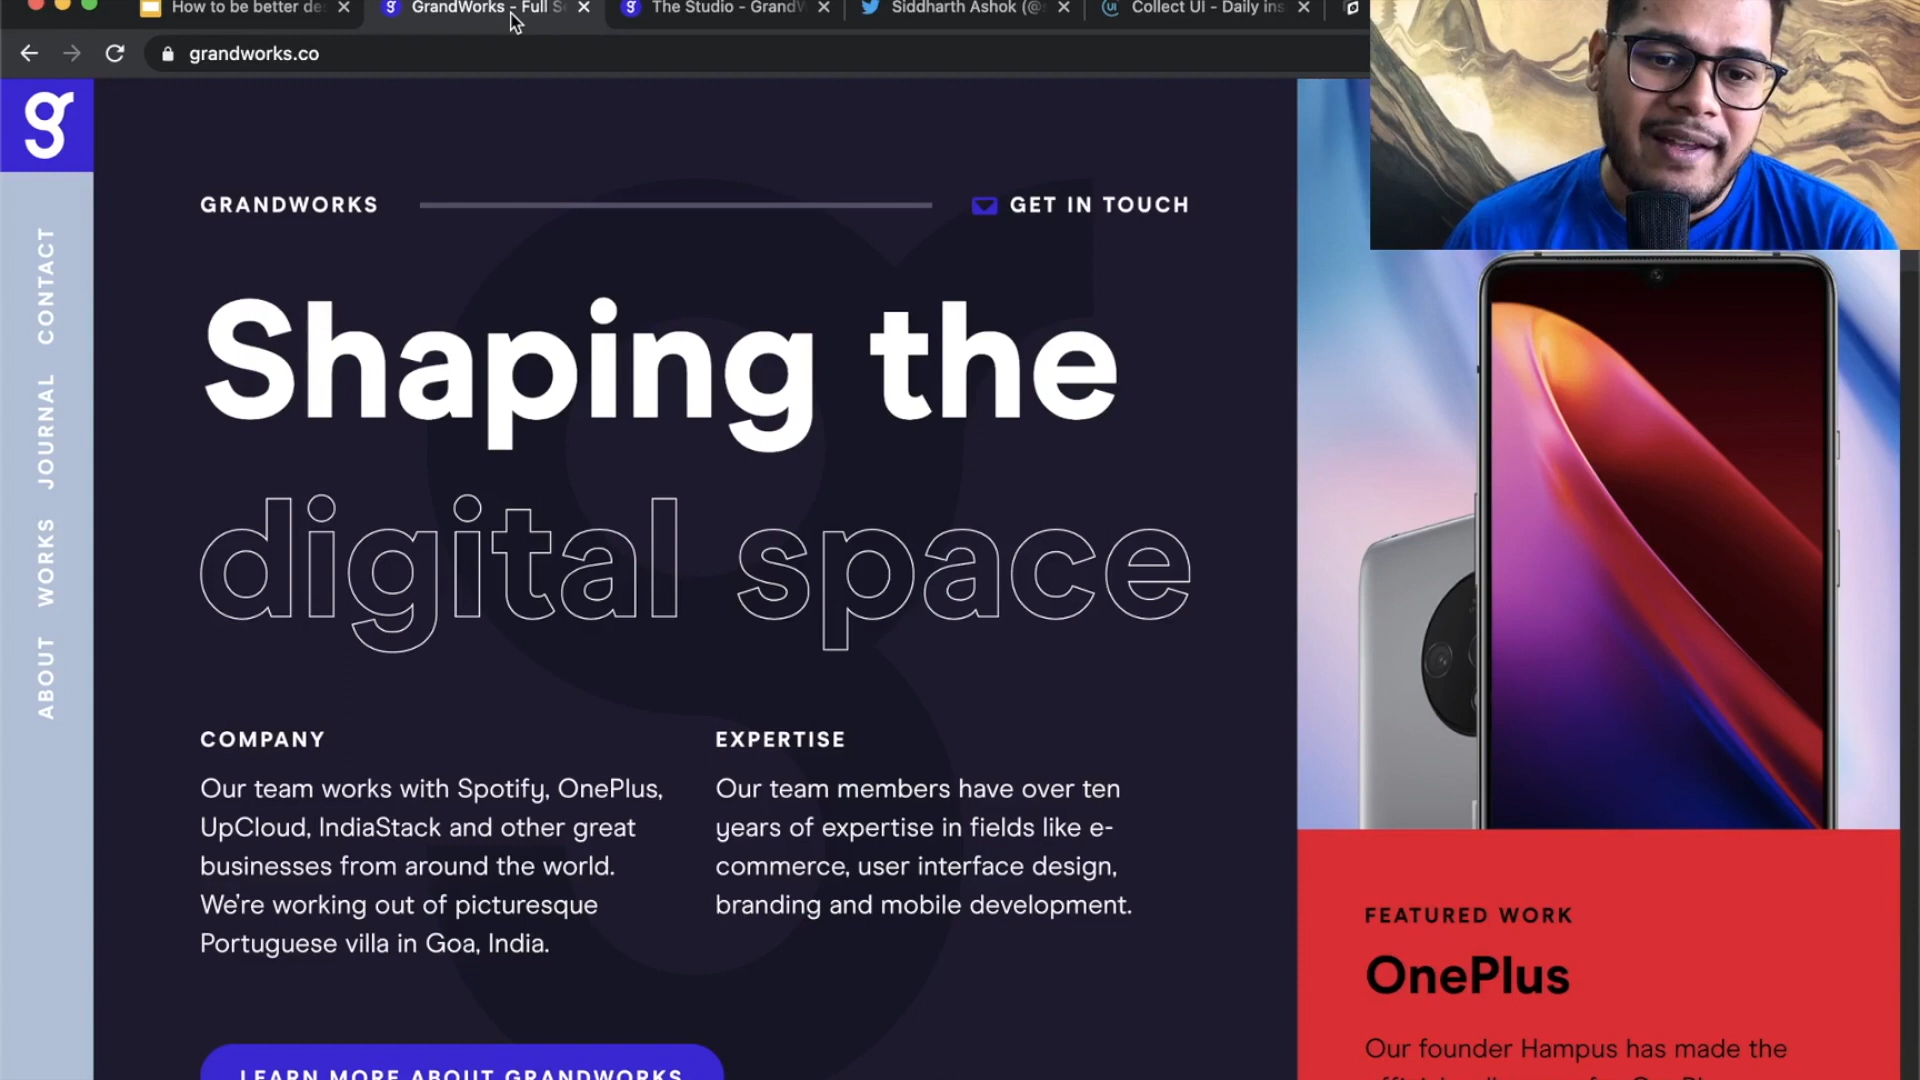 How to be better de
GrandWorks - Full Se
The Studio - GrandW
Siddharth Ashok (@
Collect UI - Daily ins
grandworks.co
g
CONTACT
JOURNAL
WORKS
ABOUT
GRANDWORKS
GET IN TOUCH
Shaping the
digital space
COMPANY
Our team works with Spotify, OnePlus,
UpCloud, IndiaStack and other great
businesses from around the world.
We're working out of picturesque
Portuguese villa in Goa, India.
EXPERTISE
Our team members have over ten
years of expertise in fields like e-
commerce, user interface design,
branding and mobile development.
LEARN MORE ABOUT GRANDWORKS
FEATURED WORK
OnePlus
Our founder Hampus has made the